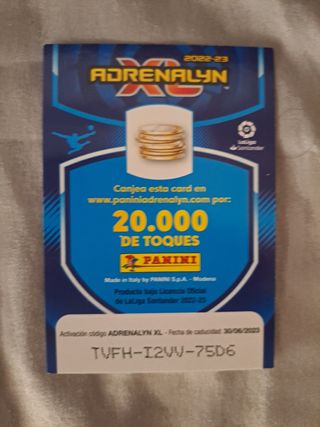 2022-23
ADRENALYN
XL™
LaLiga
Santander
Canjea esta card en
www.paniniadrenalyn.com por:
20.000
DE TOQUES
PANINI
Made in Italy by PANINI S.p.A. - Modena
Producto bajo Licencia Oficial
de LaLiga Santander 2022-23
Activación código ADRENALYN XL - Fecha de caducidad: 30/06/2023
TVFH-I2VV-75D6